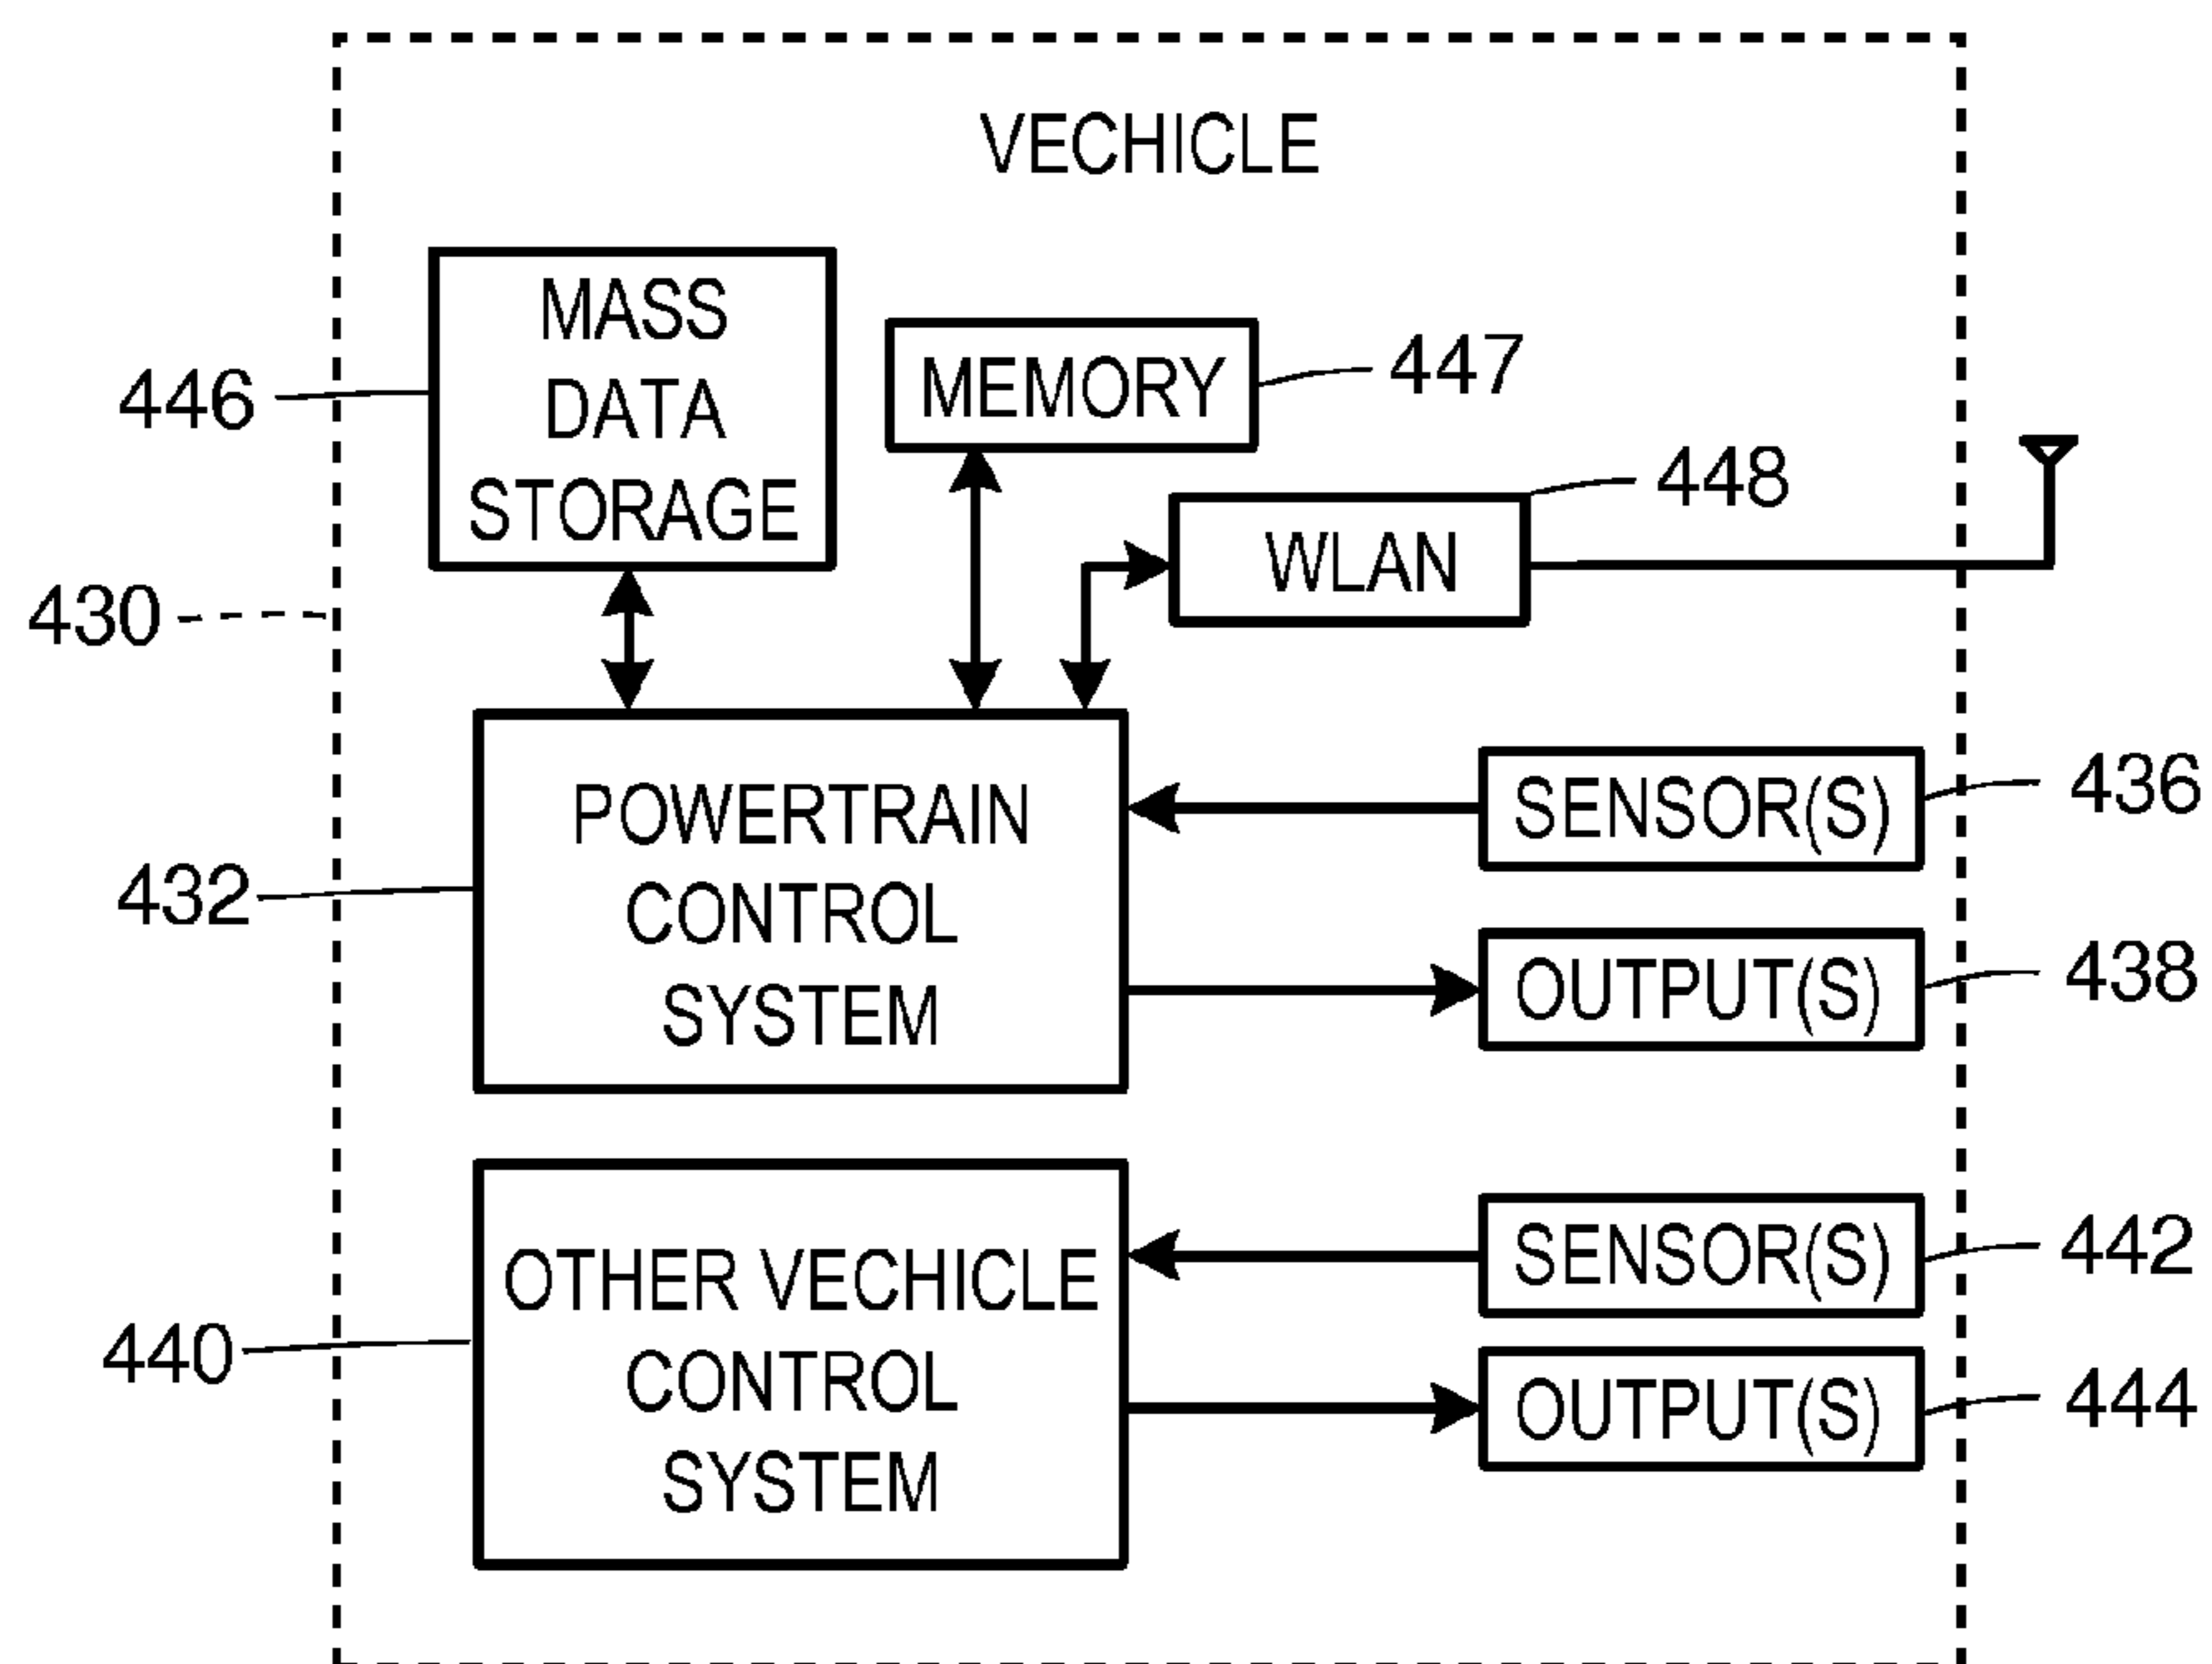 VECHICLE
MASS
DATA
STORAGE
446
MEMORY
447
448
WLAN
430
POWERTRAIN
CONTROL
SYSTEM
432
SENSOR(S)
436
OUTPUT(S)
438
OTHER VECHICLE
CONTROL
SYSTEM
440
SENSOR(S)
442
OUTPUT(S)
444